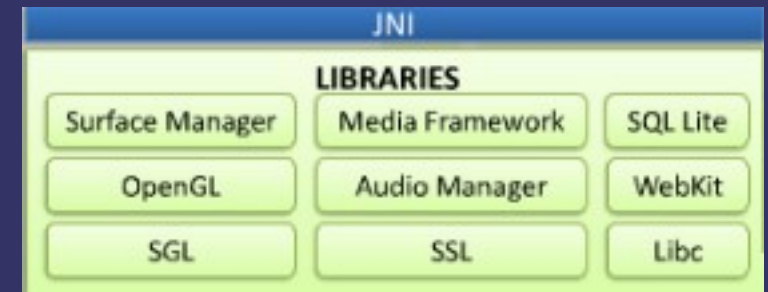 JNI
LIBRARIES
Surface Manager Media Framework SQL Lite
OpenGL Audio Manager WebKit
SGL SSL Libc